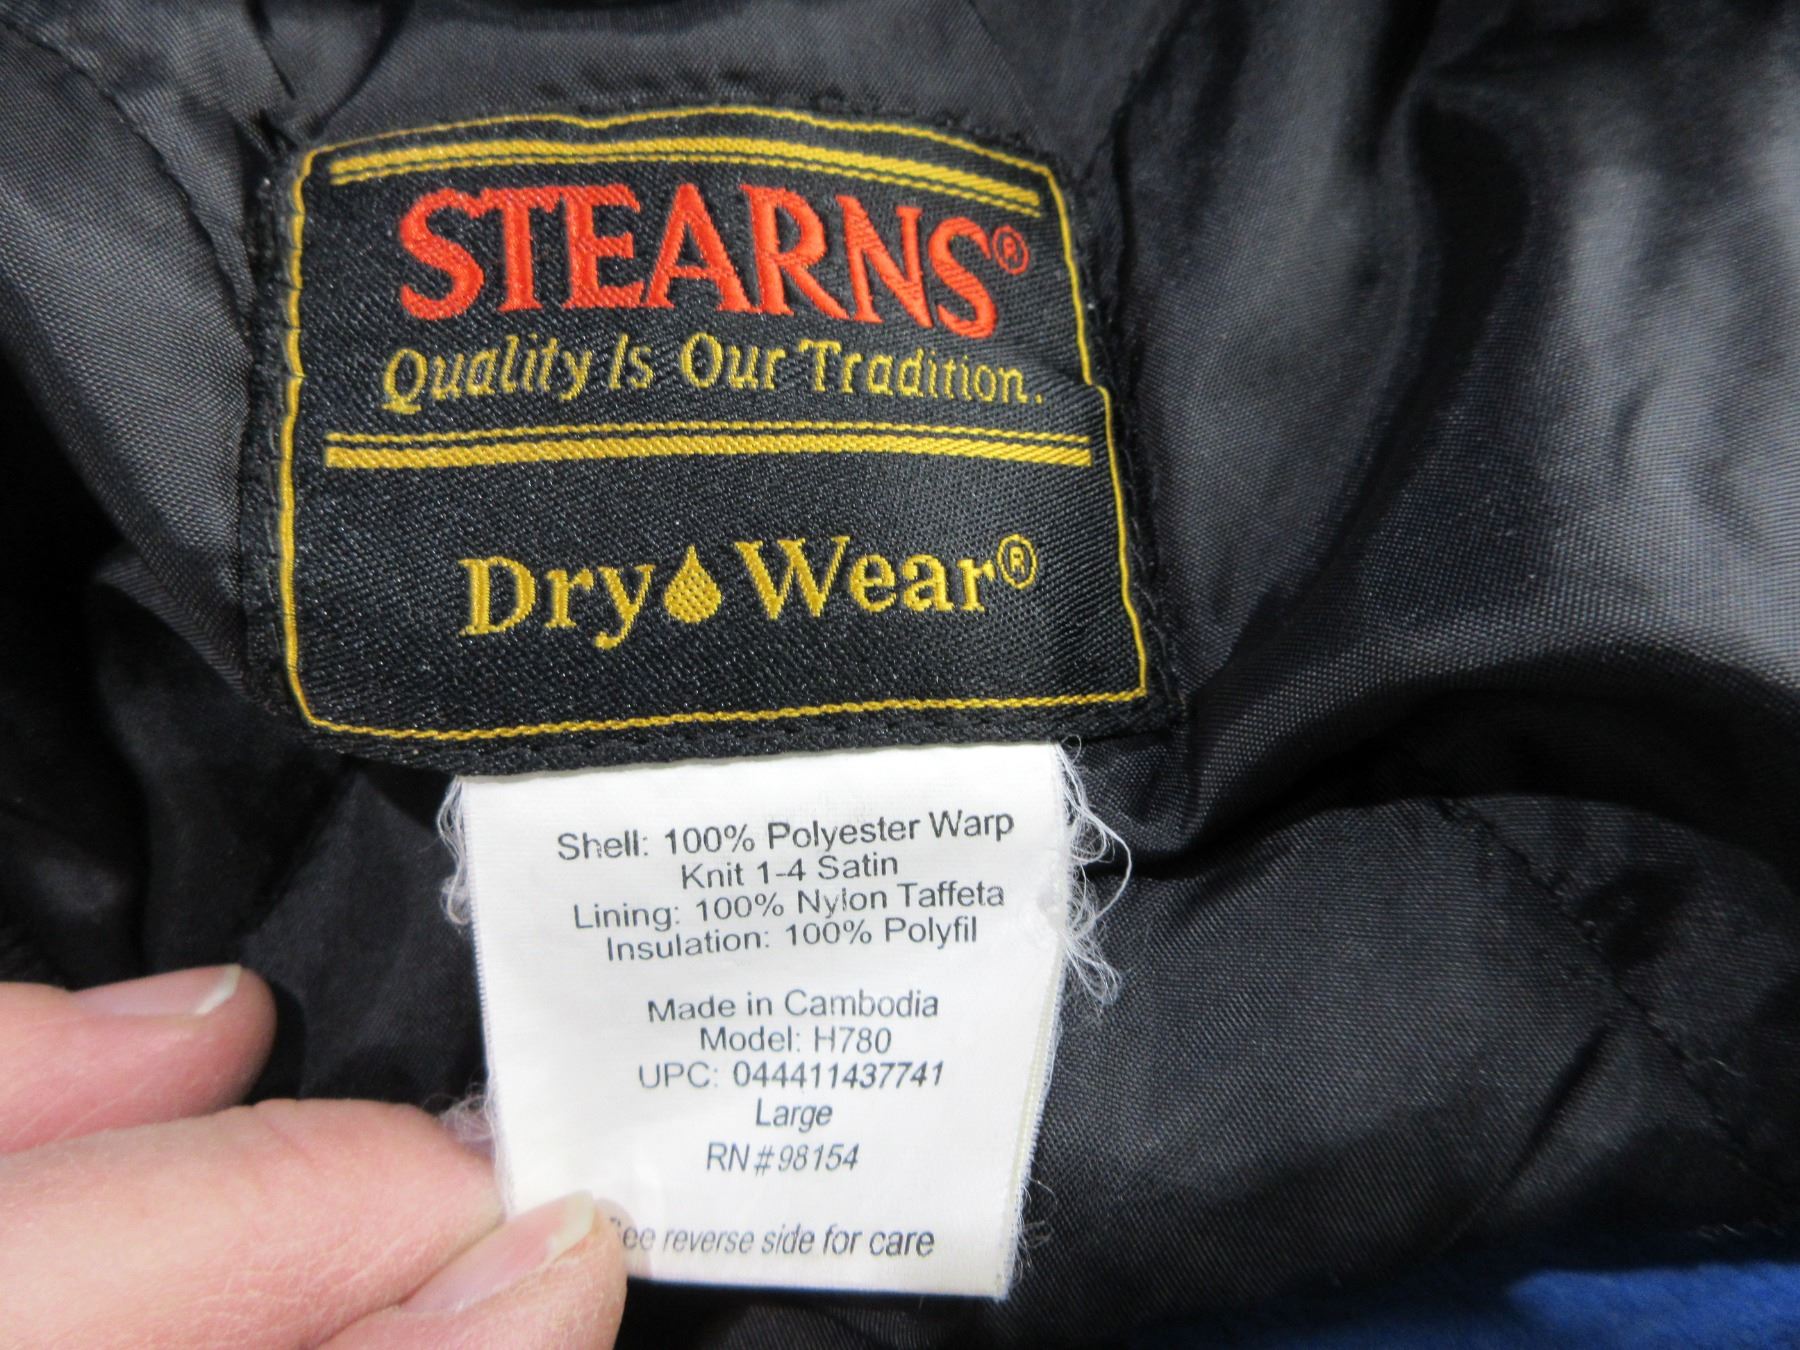 STEARNS®
Quality Is Our Tradition.
Dry Wear®
Shell: 100% Polyester Warp
Knit 1-4 Satin
Lining: 100% Nylon Taffeta
Insulation: 100% Polyfil
Made in Cambodia
Model: H780
UPC: 044411437741
Large
RN#98154
See reverse side for care